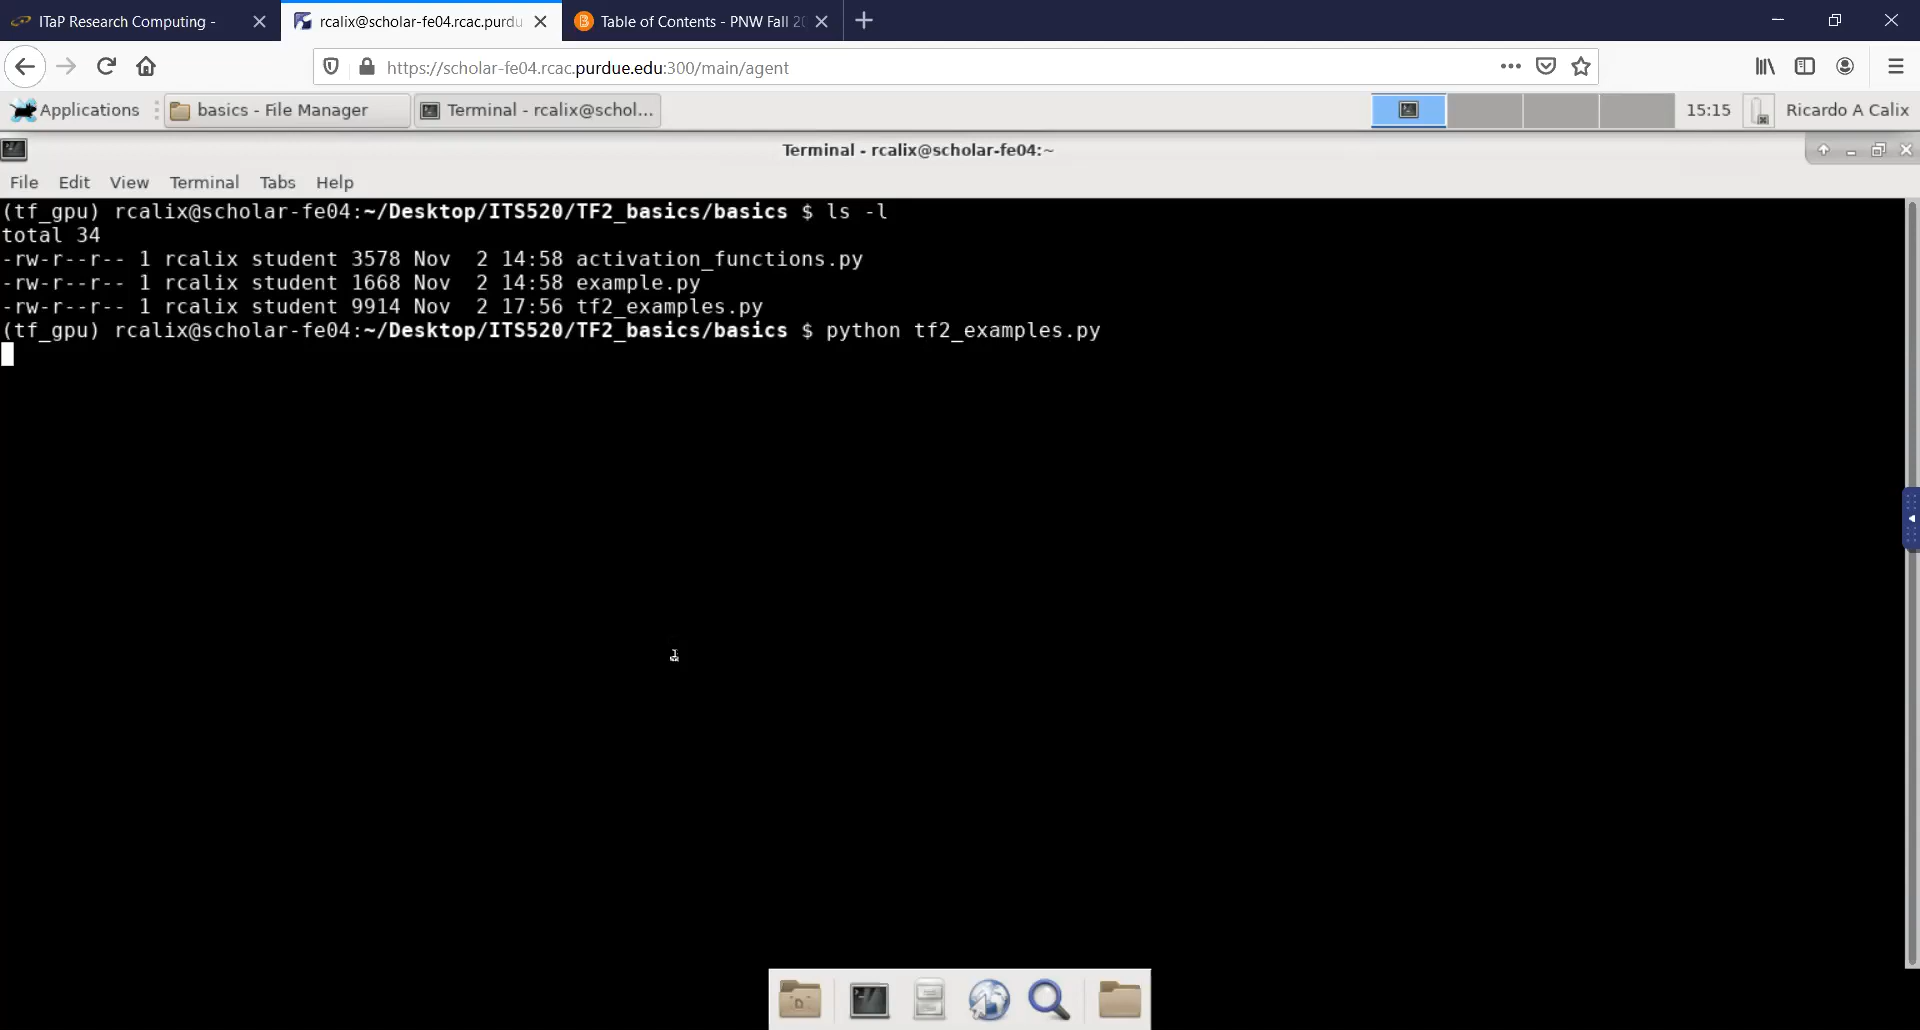 ITaP Research Computing -
rcalix@scholar-fe04.rcac.purdu
Table of Contents - PNW Fall 20
https://scholar-fe04.rcac.purdue.edu:300/main/agent
Applications
basics - File Manager
Terminal - rcalix@schol...
15:15
Ricardo A Calix
Terminal - rcalix@scholar-fe04:~
File Edit View Terminal Tabs Help
(tf_gpu) rcalix@scholar-fe04:~/Desktop/ITS520/TF2_basics/basics $ ls -l
total 34
-rw-r--r-- 1 rcalix student 3578 Nov  2 14:58 activation_functions.py
-rw-r--r-- 1 rcalix student 1668 Nov  2 14:58 example.py
-rw-r--r-- 1 rcalix student 9914 Nov  2 17:56 tf2_examples.py
(tf_gpu) rcalix@scholar-fe04:~/Desktop/ITS520/TF2_basics/basics $ python tf2_examples.py